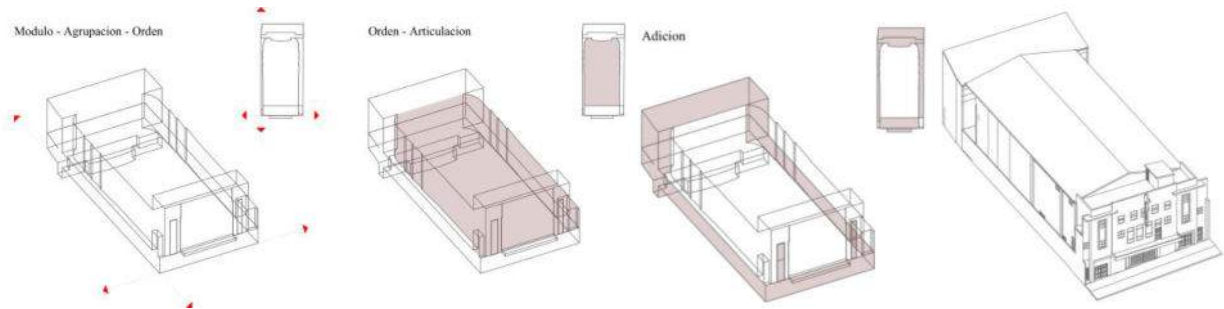 Modulo - Agrupacion - Orden
Orden - Articulacion
Adicion